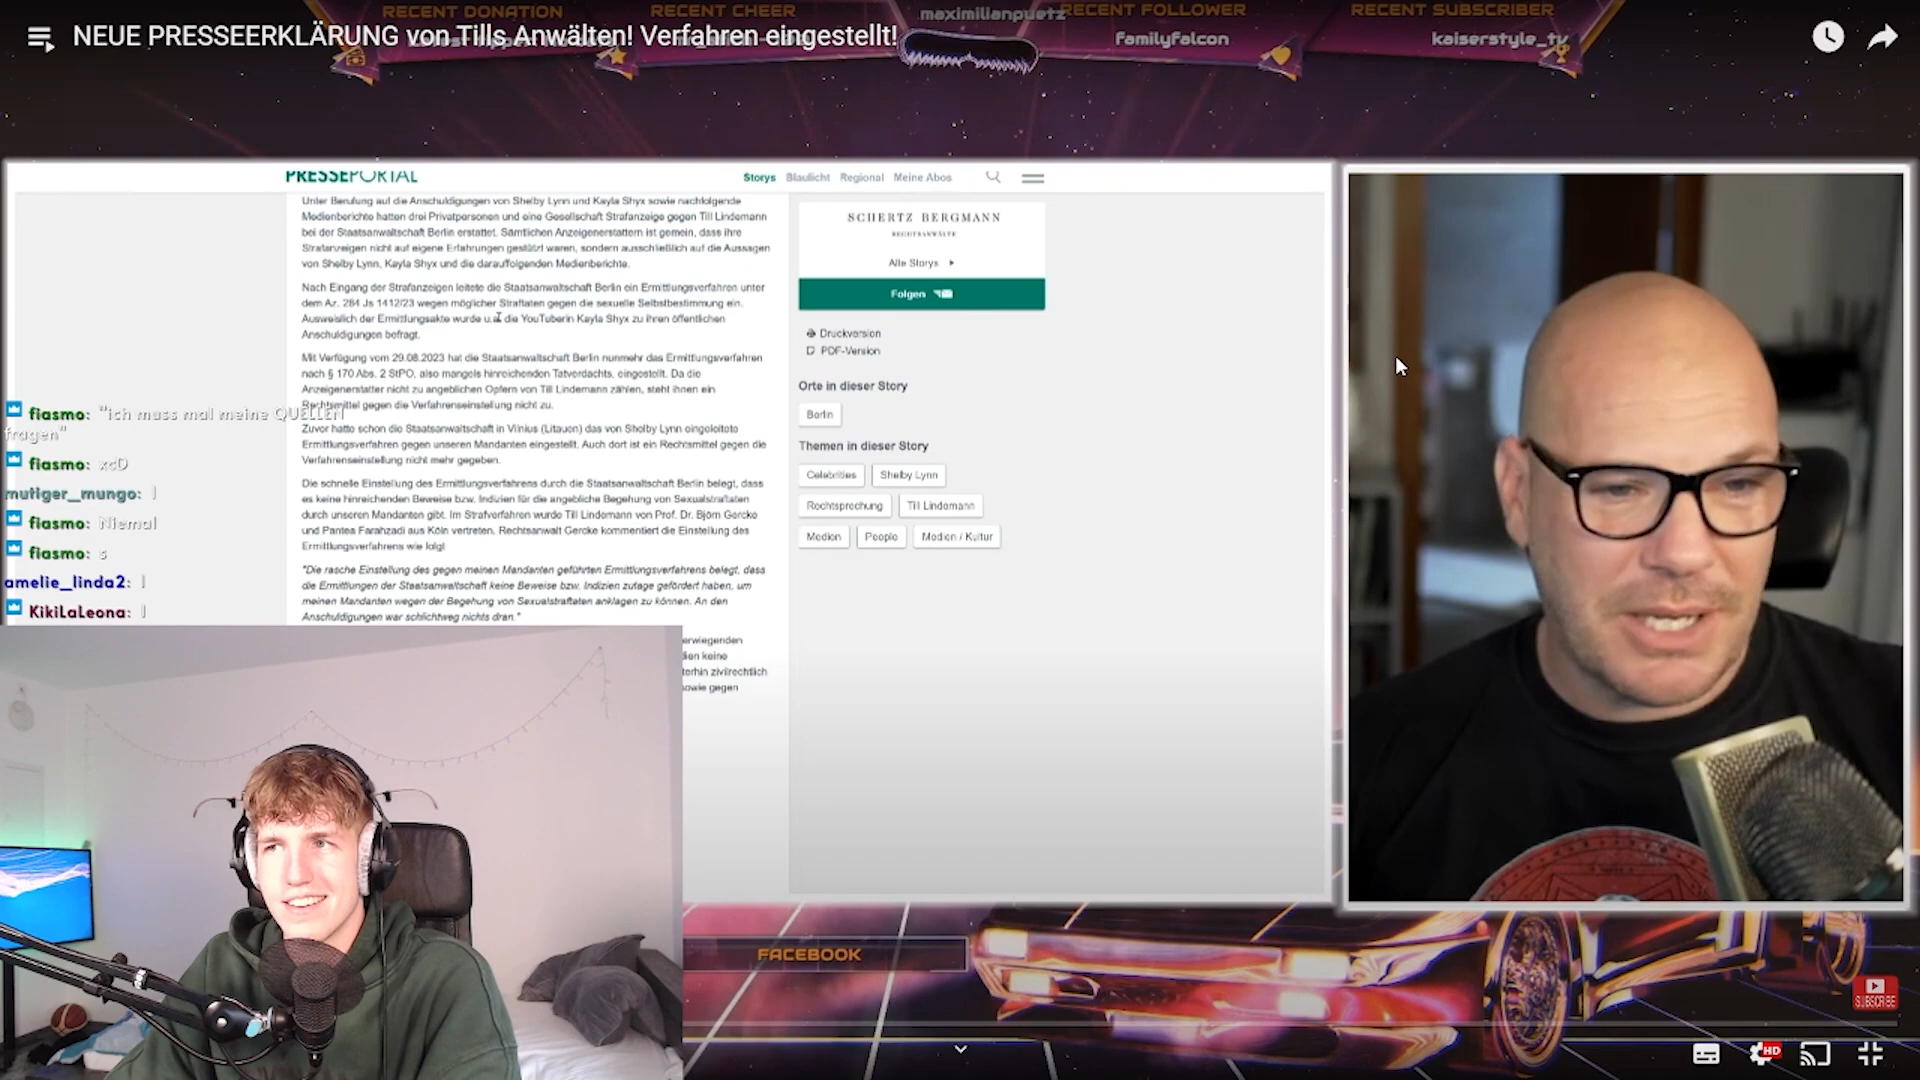 RECENT DONATION
RECENT CHEER
maximilianpuetz
RECENT FOLLOWER
RECENT SUBSCRIBER
NEUE PRESSEERKLÄRUNG von Tills Anwälten! Verfahren eingestellt!
familyfalcon
kaiserstyle_tv
PRESSEPORTAL
Storys Blaulicht Regional Meine Abos
Unter Berufung auf die Anschuldigungen von Shelby Lynn und Kayla Shyx sowie nachfolgende
Medienberichte hatten drei Privatpersonen und eine Gesellschaft Strafanzeige gegen Till Lindemann
bei der Staatsanwaltschaft Berlin erstattet. Sämtlichen Anzeigenerstattern ist gemein, dass ihre
Strafanzeigen nicht auf eigene Erfahrungen gestützt waren, sondern ausschließlich auf die Aussagen
von Shelby Lynn, Kayla Shyx und die darauffolgenden Medienberichte.
Nach Eingang der Strafanzeigen leitete die Staatsanwaltschaft Berlin ein Ermittlungsverfahren unter
dem Az. 284 Js 1412/23 wegen möglicher Straftaten gegen die sexuelle Selbstbestimmung ein.
Ausweislich der Ermittlungsakte wurde u.a. die YouTuberin Kayla Shyx zu ihren öffentlichen
Anschuldigungen befragt.
Mit Verfügung vom 29.08.2023 hat die Staatsanwaltschaft Berlin nunmehr das Ermittlungsverfahren
nach § 170 Abs. 2 StPO, also mangels hinreichenden Tatverdachts, eingestellt. Da die
Anzeigenerstatter nicht zu angeblichen Opfern von Till Lindemann zählen, steht ihnen ein
Rechtsmittel gegen die Verfahrenseinstellung nicht zu.
Zuvor hatte schon die Staatsanwaltschaft in Vilnius (Litauen) das von Shelby Lynn eingeleitete
Ermittlungsverfahren gegen unseren Mandanten eingestellt. Auch dort ist ein Rechtsmittel gegen die
Verfahrenseinstellung nicht mehr gegeben.
Die schnelle Einstellung des Ermittlungsverfahrens durch die Staatsanwaltschaft Berlin belegt, dass
es keine hinreichenden Beweise bzw. Indizien für die angebliche Begehung von Sexualstraftaten
durch unseren Mandanten gibt. Im Strafverfahren wurde Till Lindemann von Prof. Dr. Björn Gercke
und Pantea Farahzadi aus Köln vertreten. Rechtsanwalt Gercke kommentiert die Einstellung des
Ermittlungsverfahrens wie folgt
"Die rasche Einstellung des gegen meinen Mandanten geführten Ermittlungsverfahrens belegt, dass
die Ermittlungen der Staatsanwaltschaft keine Beweise bzw. Indizien zutage gefördert haben, um
meinen Mandanten wegen der Begehung von Sexualstraftaten anklagen zu können. An den
Anschuldigungen war schlichtweg nichts dran."
erwiegenden
dien keine
terhin zivilrechtlich
sowie gegen
SCHERTZ BERGMANN
RECHTSANWÄLTE
Alle Storys
Folgen
Druckversion
PDF-Version
Orte in dieser Story
Berlin
Themen in dieser Story
Celebrities Shelby Lynn
Rechtsprechung Till Lindemann
Medien People Medien / Kultur
fiasmo: "ich muss mal meine QUELLEN
fragen"
fiasmo: xcD
mutiger_mungo: l
fiasmo: Niemal
fiasmo: s
amelie_linda2: l
KikiLaLeona: l
FACEBOOK
SUBSCRIBE
HD